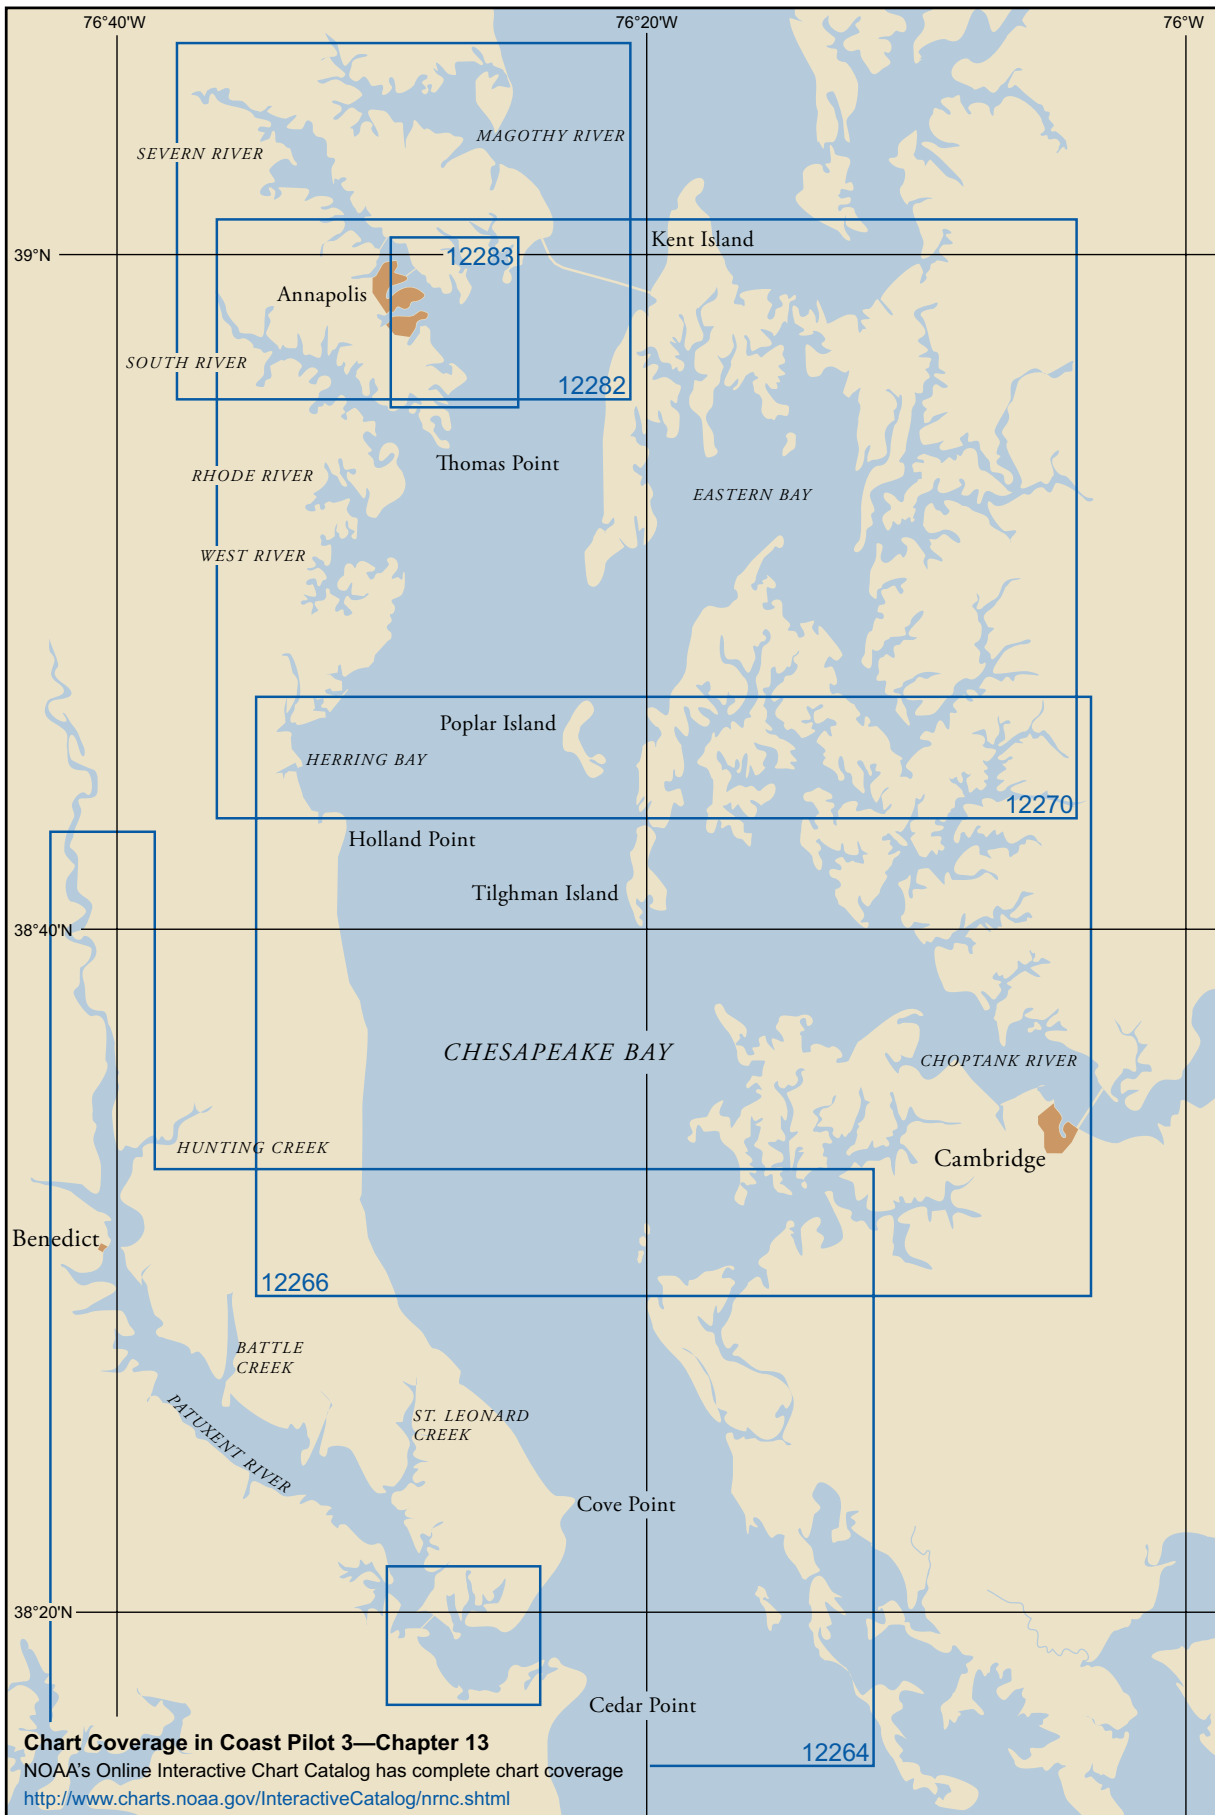 76°40'W
76°20'W
76°W
MAGOTHY RIVER
SEVERN RIVER
Kent Island
39°N
12283
Annapolis
SOUTH RIVER
12282
Thomas Point
RHODE RIVER
EASTERN BAY
WEST RIVER
Poplar Island
HERRING BAY
12270
Holland Point
Tilghman Island
38°40'N
CHESAPEAKE BAY
CHOPTANK RIVER
HUNTING CREEK
Cambridge
Benedict
12266
BATTLE
CREEK
PATUXENT RIVER
ST. LEONARD
CREEK
Cove Point
38°20'N
Cedar Point
12264
Chart Coverage in Coast Pilot 3—Chapter 13
NOAA's Online Interactive Chart Catalog has complete chart coverage
http://www.charts.noaa.gov/InteractiveCatalog/nrnc.shtml